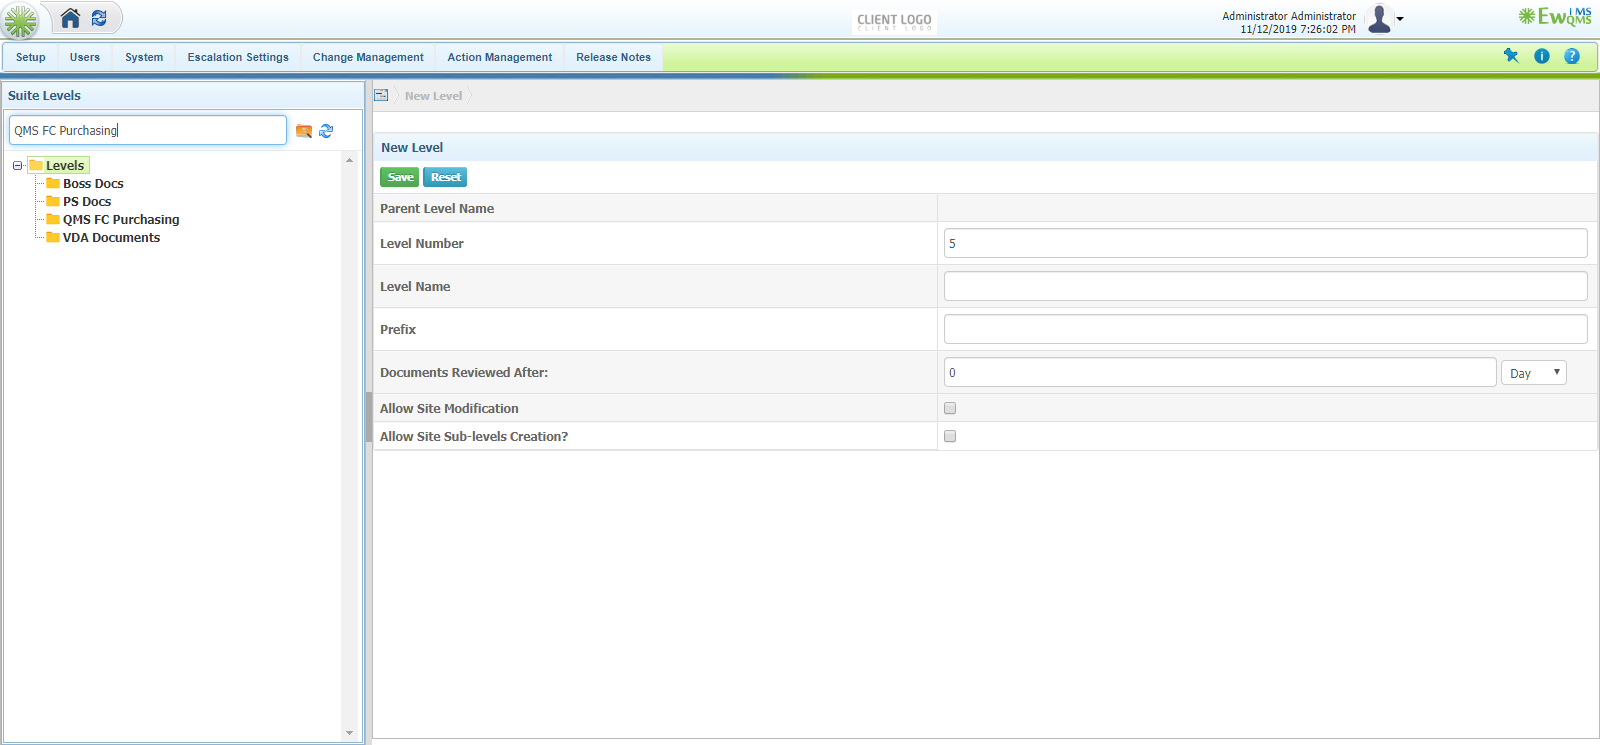 CLIENT LOGO
CLIENT LOGO
Administrator Administrator
11/12/2019 7:26:02 PM
EwQMS IMS
Setup Users System Escalation Settings Change Management Action Management Release Notes
Suite Levels
QMS FC Purchasing
Levels
Boss Docs
PS Docs
QMS FC Purchasing
VDA Documents
New Level
New Level
Save Reset
Parent Level Name
Level Number 5
Level Name
Prefix
Documents Reviewed After: 0 Day
Allow Site Modification
Allow Site Sub-levels Creation?